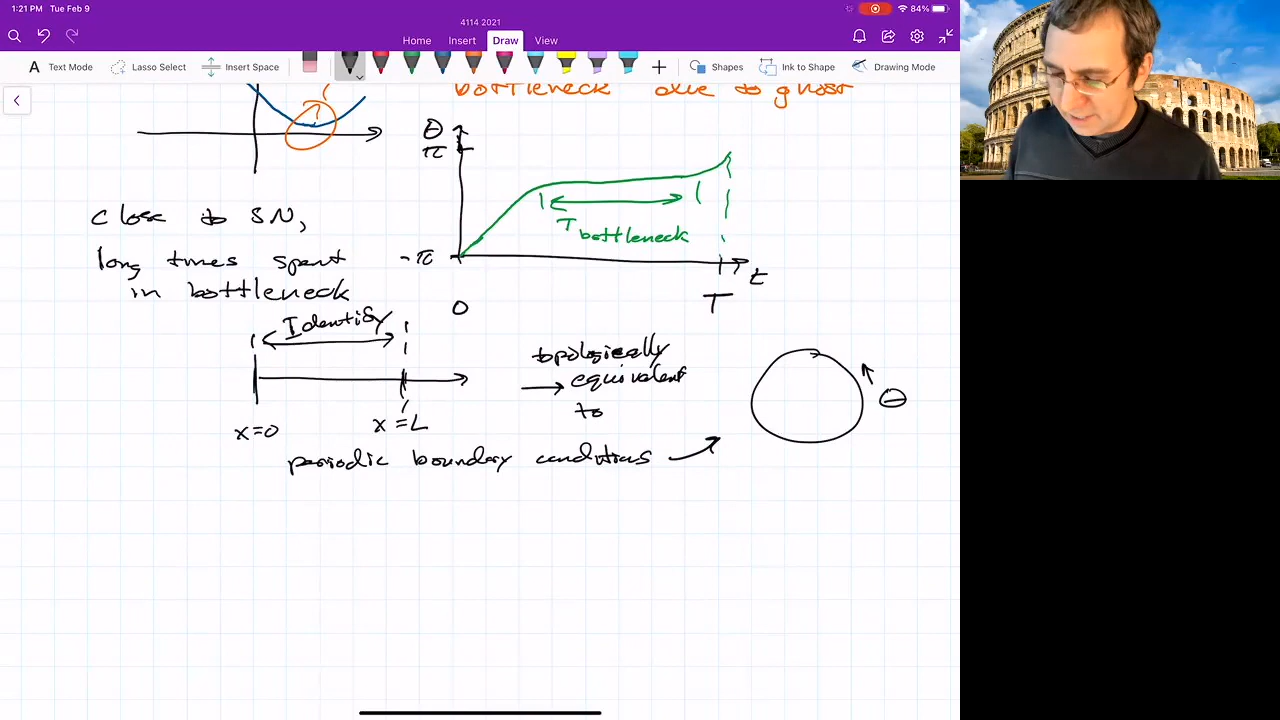 1:21 PM Tue Feb 9
84%
4114 2021
Home Insert Draw View
A Text Mode Lasso Select Insert Space Shapes Ink to Shape Drawing Mode
bottleneck due to ghost
θ
π
close to SN,
long times spent
in bottleneck
T bottleneck
-π
t
0
T
Identify
topologically
equivalent
to
θ
x=0
x=L
periodic boundary conditions